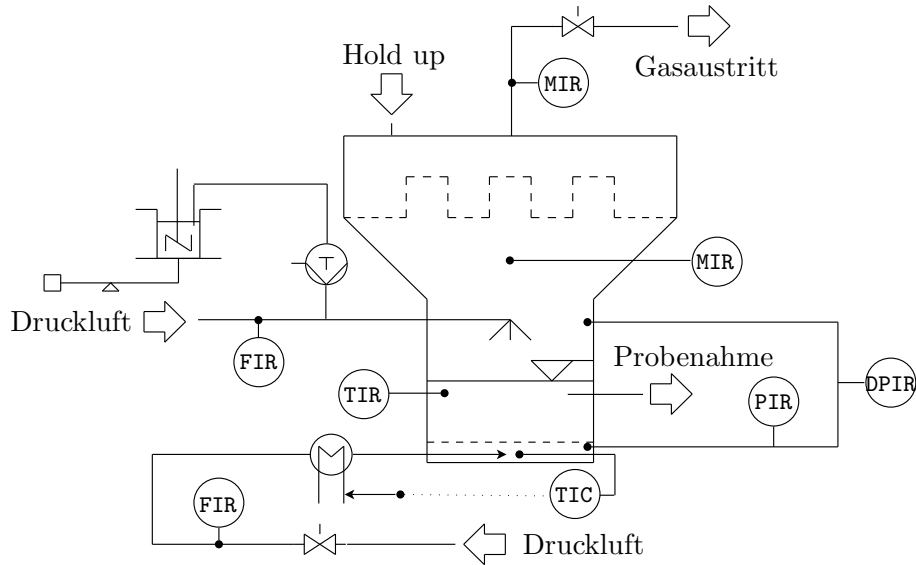 Hold up
Gasaustritt
MIR
MIR
T
Druckluft
FIR
Probenahme
TIR
PIR
DPIR
FIR
TIC
Druckluft